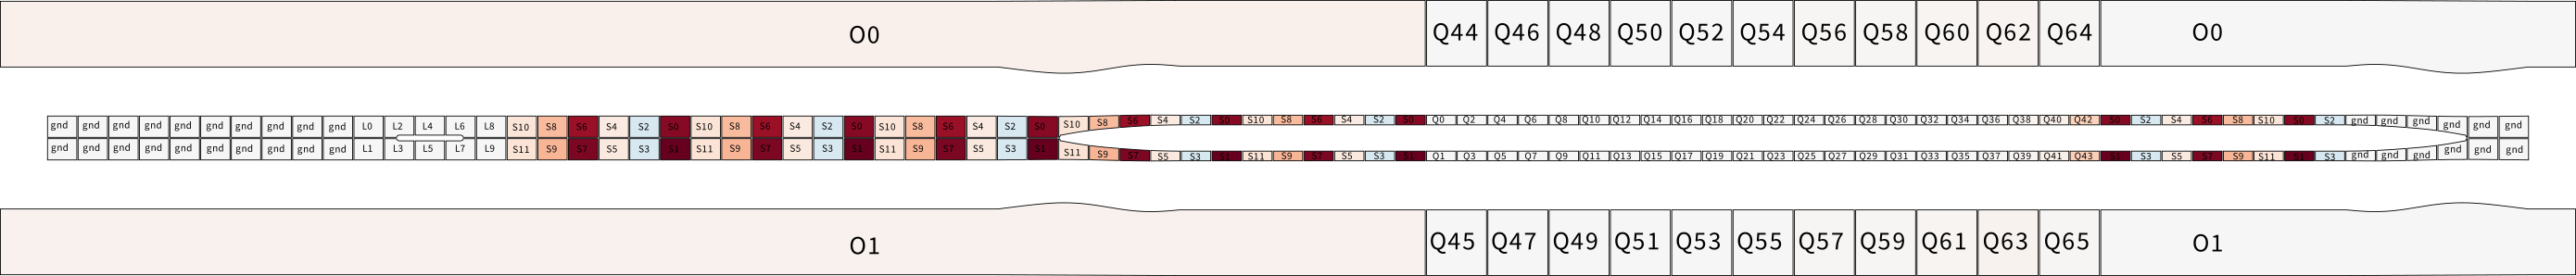 O0 Q44 Q46 Q48 Q50 Q52 Q54 Q56 Q58 Q60 Q62 Q64 O0
gnd gnd gnd gnd gnd gnd gnd gnd gnd gnd L0 L2 L4 L6 L8 S10 S8 S6 S4 S2 S0 S10 S8 S6 S4 S2 S0 S10 S8 S6 S4 S2 S0 S10 S8 S6 S4 S2 S0 S10 S8 S6 S4 S2 S0 Q0 Q2 Q4 Q6 Q8 Q10 Q12 Q14 Q16 Q18 Q20 Q22 Q24 Q26 Q28 Q30 Q32 Q34 Q36 Q38 Q40 Q42 S0 S2 S4 S6 S8 S10 S0 S2 gnd gnd gnd gnd gnd gnd
gnd gnd gnd gnd gnd gnd gnd gnd gnd gnd L1 L3 L5 L7 L9 S11 S9 S7 S5 S3 S1 S11 S9 S7 S5 S3 S1 S11 S9 S7 S5 S3 S1 S11 S9 S7 S5 S3 S1 S11 S9 S7 S5 S3 S1 Q1 Q3 Q5 Q7 Q9 Q11 Q13 Q15 Q17 Q19 Q21 Q23 Q25 Q27 Q29 Q31 Q33 Q35 Q37 Q39 Q41 Q43 S1 S3 S5 S7 S9 S11 S1 S3 gnd gnd gnd gnd gnd gnd
O1 Q45 Q47 Q49 Q51 Q53 Q55 Q57 Q59 Q61 Q63 Q65 O1